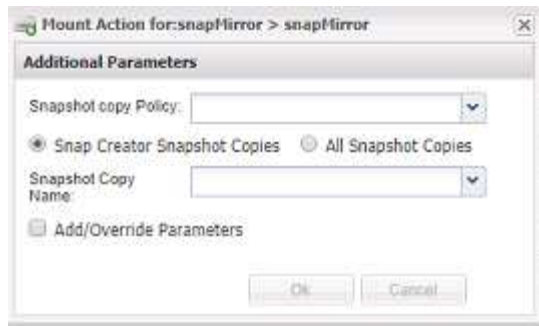 Mount Action for:snapMirror > snapMirror
Additional Parameters
Snapshot copy Policy:
Snap Creator Snapshot Copies All Snapshot Copies
Snapshot Copy
Name:
Add/Override Parameters
Ok Cancel